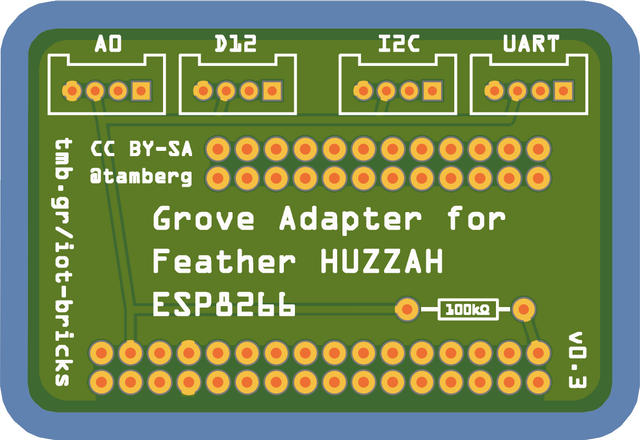 A0
D12
I2C
UART
CC BY-SA
@tamberg
tmb.gr/iot-bricks
Grove Adapter for
Feather HUZZAH
ESP8266
100kΩ
v0.3